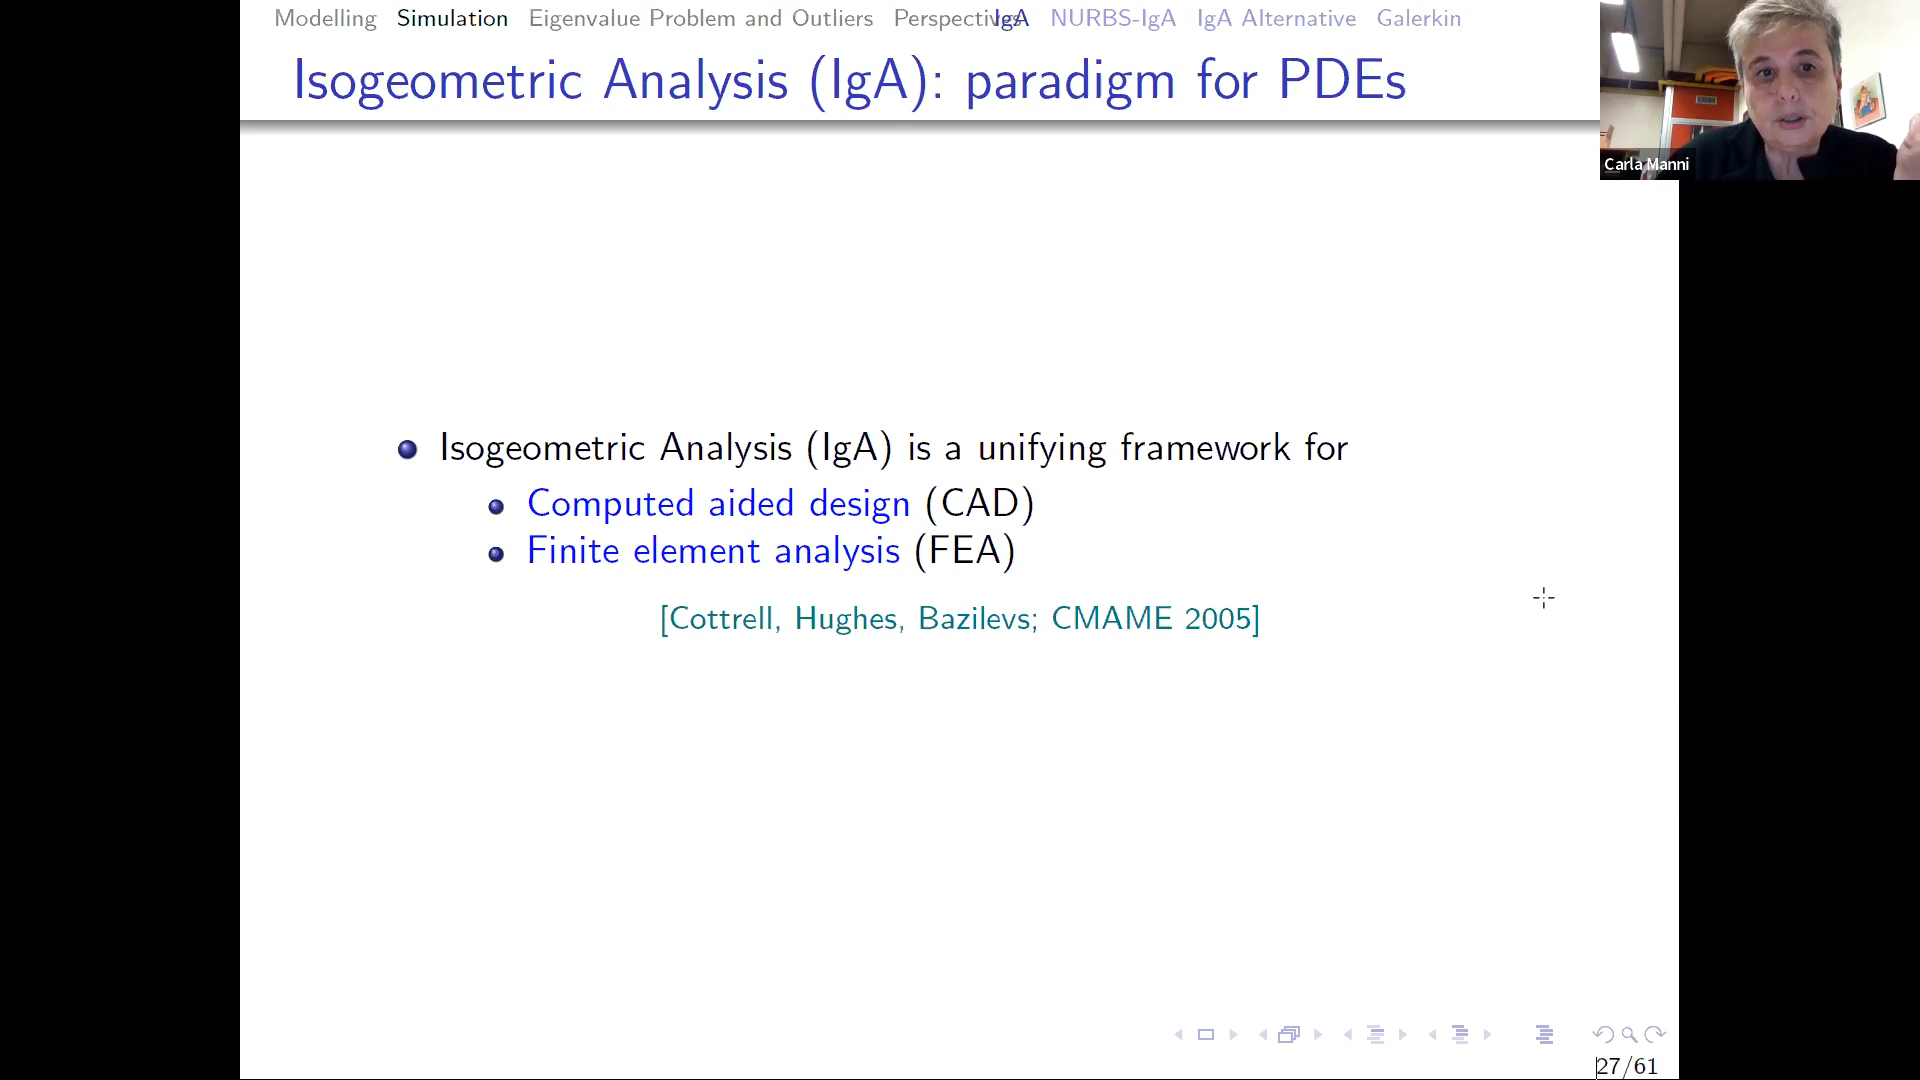 Modelling Simulation Eigenvalue Problem and Outliers Perspectives IgA NURBS-IgA IgA Alternative Galerkin
Isogeometric Analysis (IgA): paradigm for PDEs
Carla Manni
Isogeometric Analysis (IgA) is a unifying framework for
Computed aided design (CAD)
Finite element analysis (FEA)
[Cottrell, Hughes, Bazilevs; CMAME 2005]
27/61